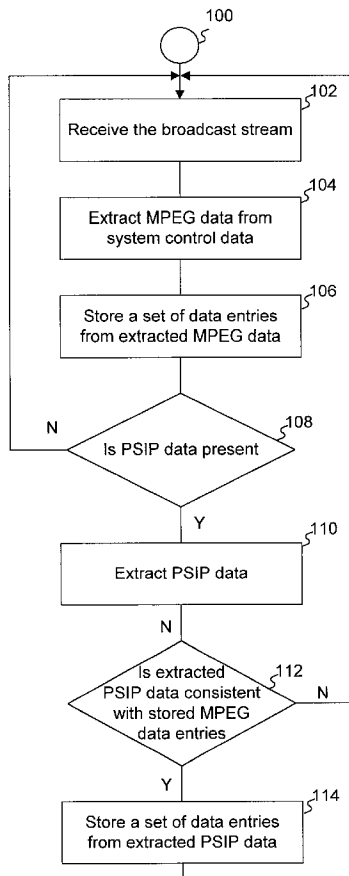 100
102
Receive the broadcast stream
104
Extract MPEG data from
system control data
106
Store a set of data entries
from extracted MPEG data
N
108
Is PSIP data present
Y
110
Extract PSIP data
N
112
Is extracted
PSIP data consistent
with stored MPEG
data entries
N
Y
114
Store a set of data entries
from extracted PSIP data